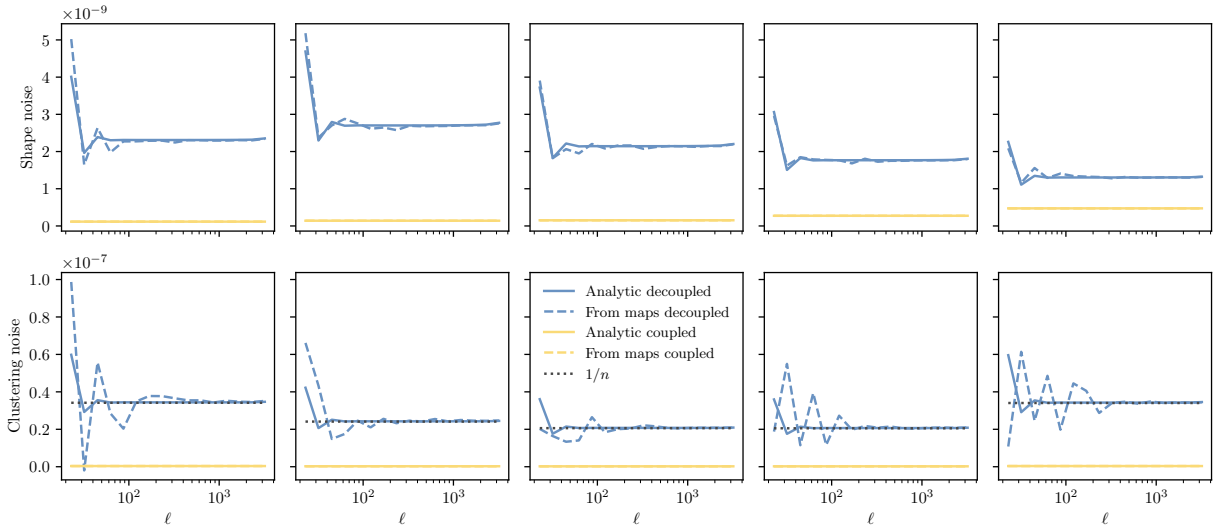 ×10⁻⁹
Shape noise
5
4
3
2
1
0
×10⁻⁷
Clustering noise
1.0
0.8
0.6
0.4
0.2
0.0
Analytic decoupled
From maps decoupled
Analytic coupled
From maps coupled
1/n
10² 10³ 10² 10³ 10² 10³ 10² 10³ 10² 10³
ℓ ℓ ℓ ℓ ℓ